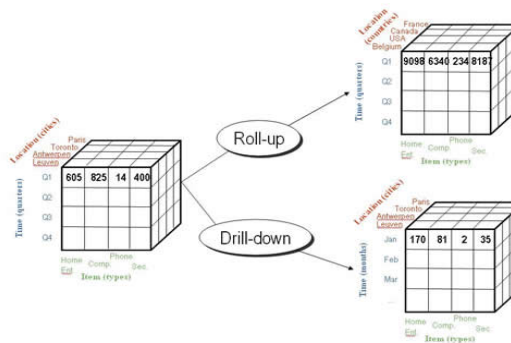 Location (cities)
Paris
Toronto
Antwerpen
Leuven
Time (quarters)
Q1 605 825 14 400
Q2
Q3
Q4
Home Comp. Phone Sec.
Ent.
Item (types)
Roll-up
Drill-down
Location (countries)
France
Canada
USA
Belgium
Time (quarters)
Q1 9098 6340 234 8187
Q2
Q3
Q4
Home Comp. Phone Sec.
Ent.
Item (types)
Location (cities)
Paris
Toronto
Antwerpen
Leuven
Time (months)
Jan 170 81 2 35
Feb
Mar
...
Home Comp. Phone Sec.
Ent.
Item (types)